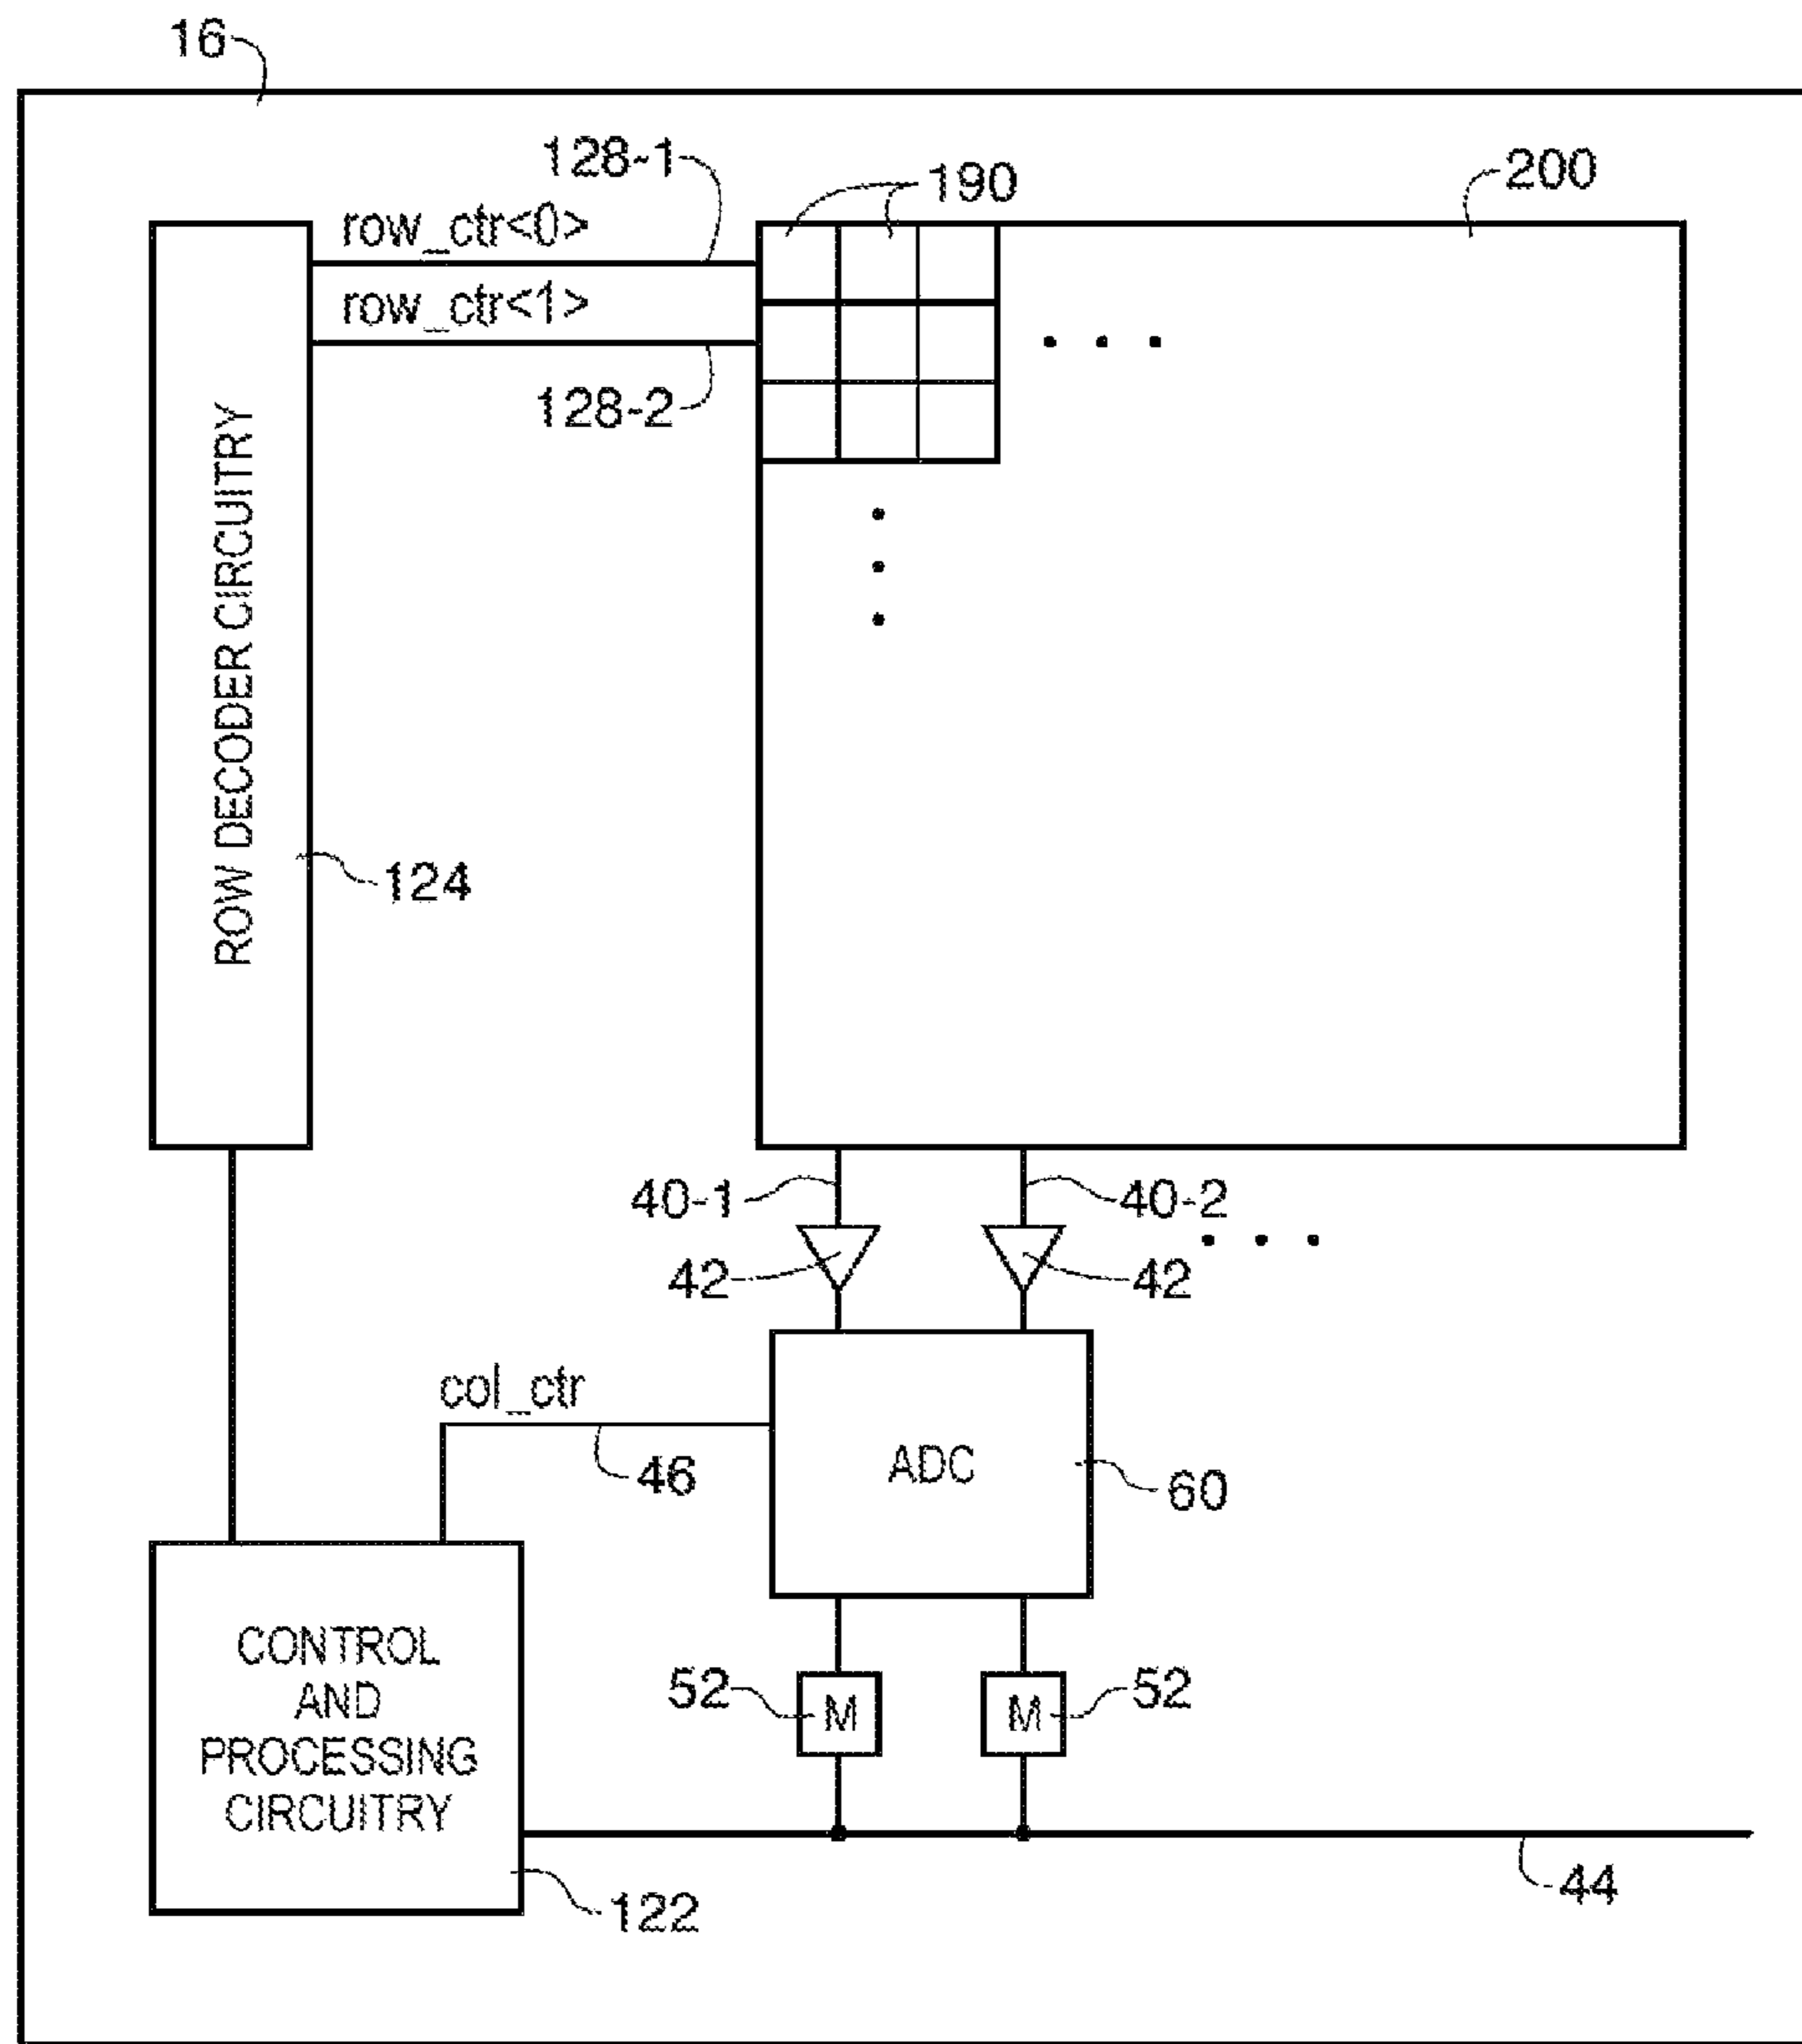 16
128-1
190
200
row_ctr<0>
row_ctr<1>
128-2
ROW DECODER CIRCUITRY
124
40-1
40-2
42
42
col_ctr
46
ADC
60
CONTROL
AND
PROCESSING
CIRCUITRY
52
M
M
52
44
122